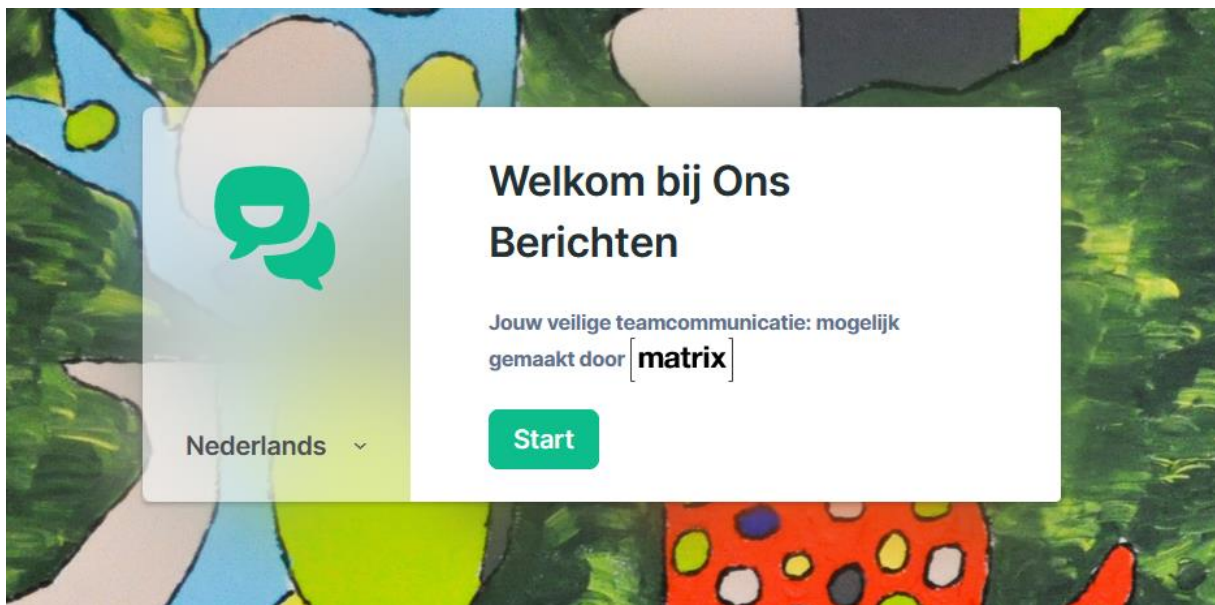 Welkom bij Ons
Berichten
Jouw veilige teamcommunicatie: mogelijk
gemaakt door [matrix]
Nederlands
Start